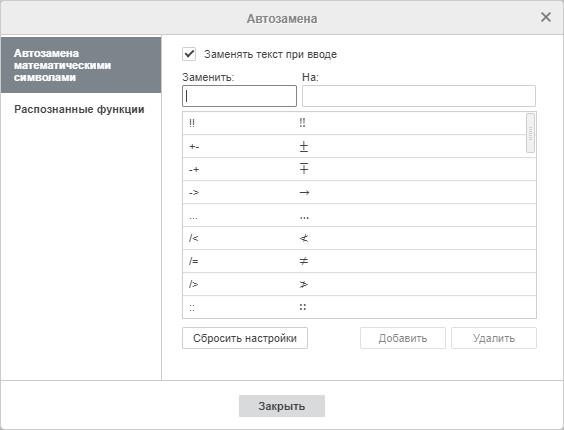 Автозамена
Автозамена
математическими
символами
Распознанные функции
Заменять текст при вводе
Заменить: На:
!! ‼
+- ±
-+ ∓
-> →
... …
/< ≮
/= ≠
/> ≯
:: ∷
Сбросить настройки Добавить Удалить
Закрыть